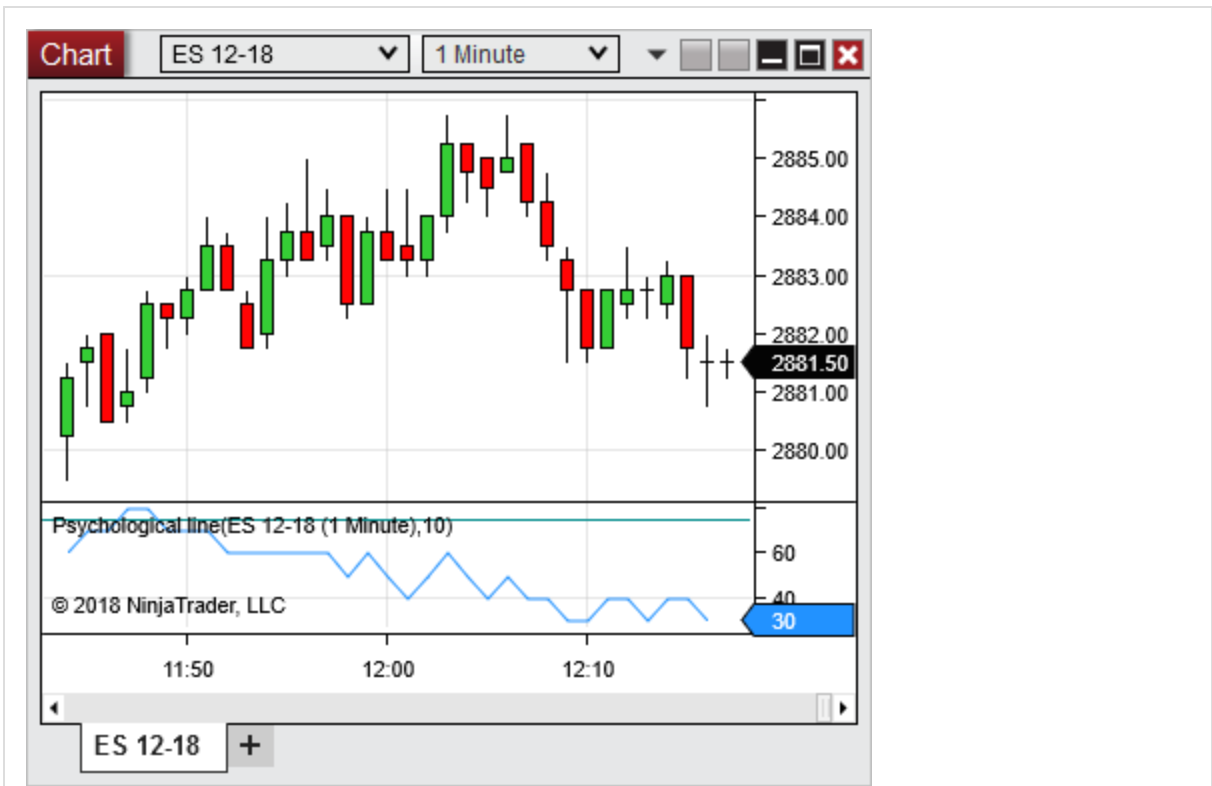 Chart ES 12-18 1 Minute
2885.00
2884.00
2883.00
2882.00
2881.50
2881.00
2880.00
Psychological line(ES 12-18 (1 Minute),10)
60
40
© 2018 NinjaTrader, LLC
30
11:50 12:00 12:10
ES 12-18 +